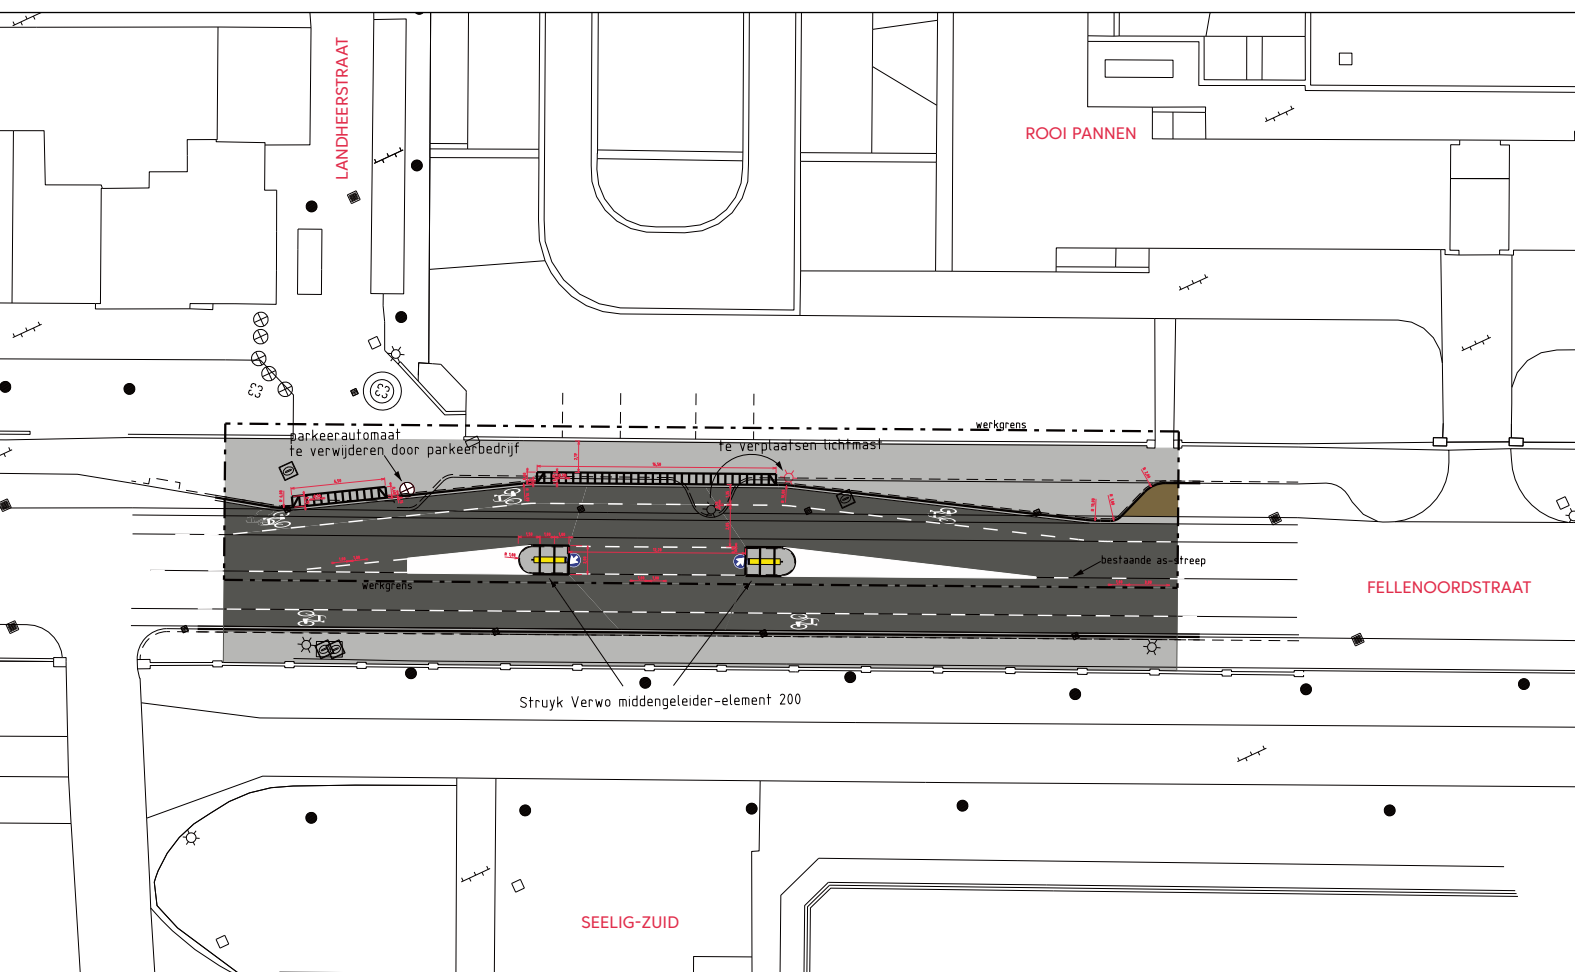 LANDHEERSTRAAT
ROOI PANNEN
werkgrens
parkeerautomaat
te verwijderen door parkeerbedrijf
te verplaatsen lichtmast
bestaande as-streep
werkgrens
FELLENOORDSTRAAT
Struyk Verwo middengeleider-element 200
SEELIG-ZUID